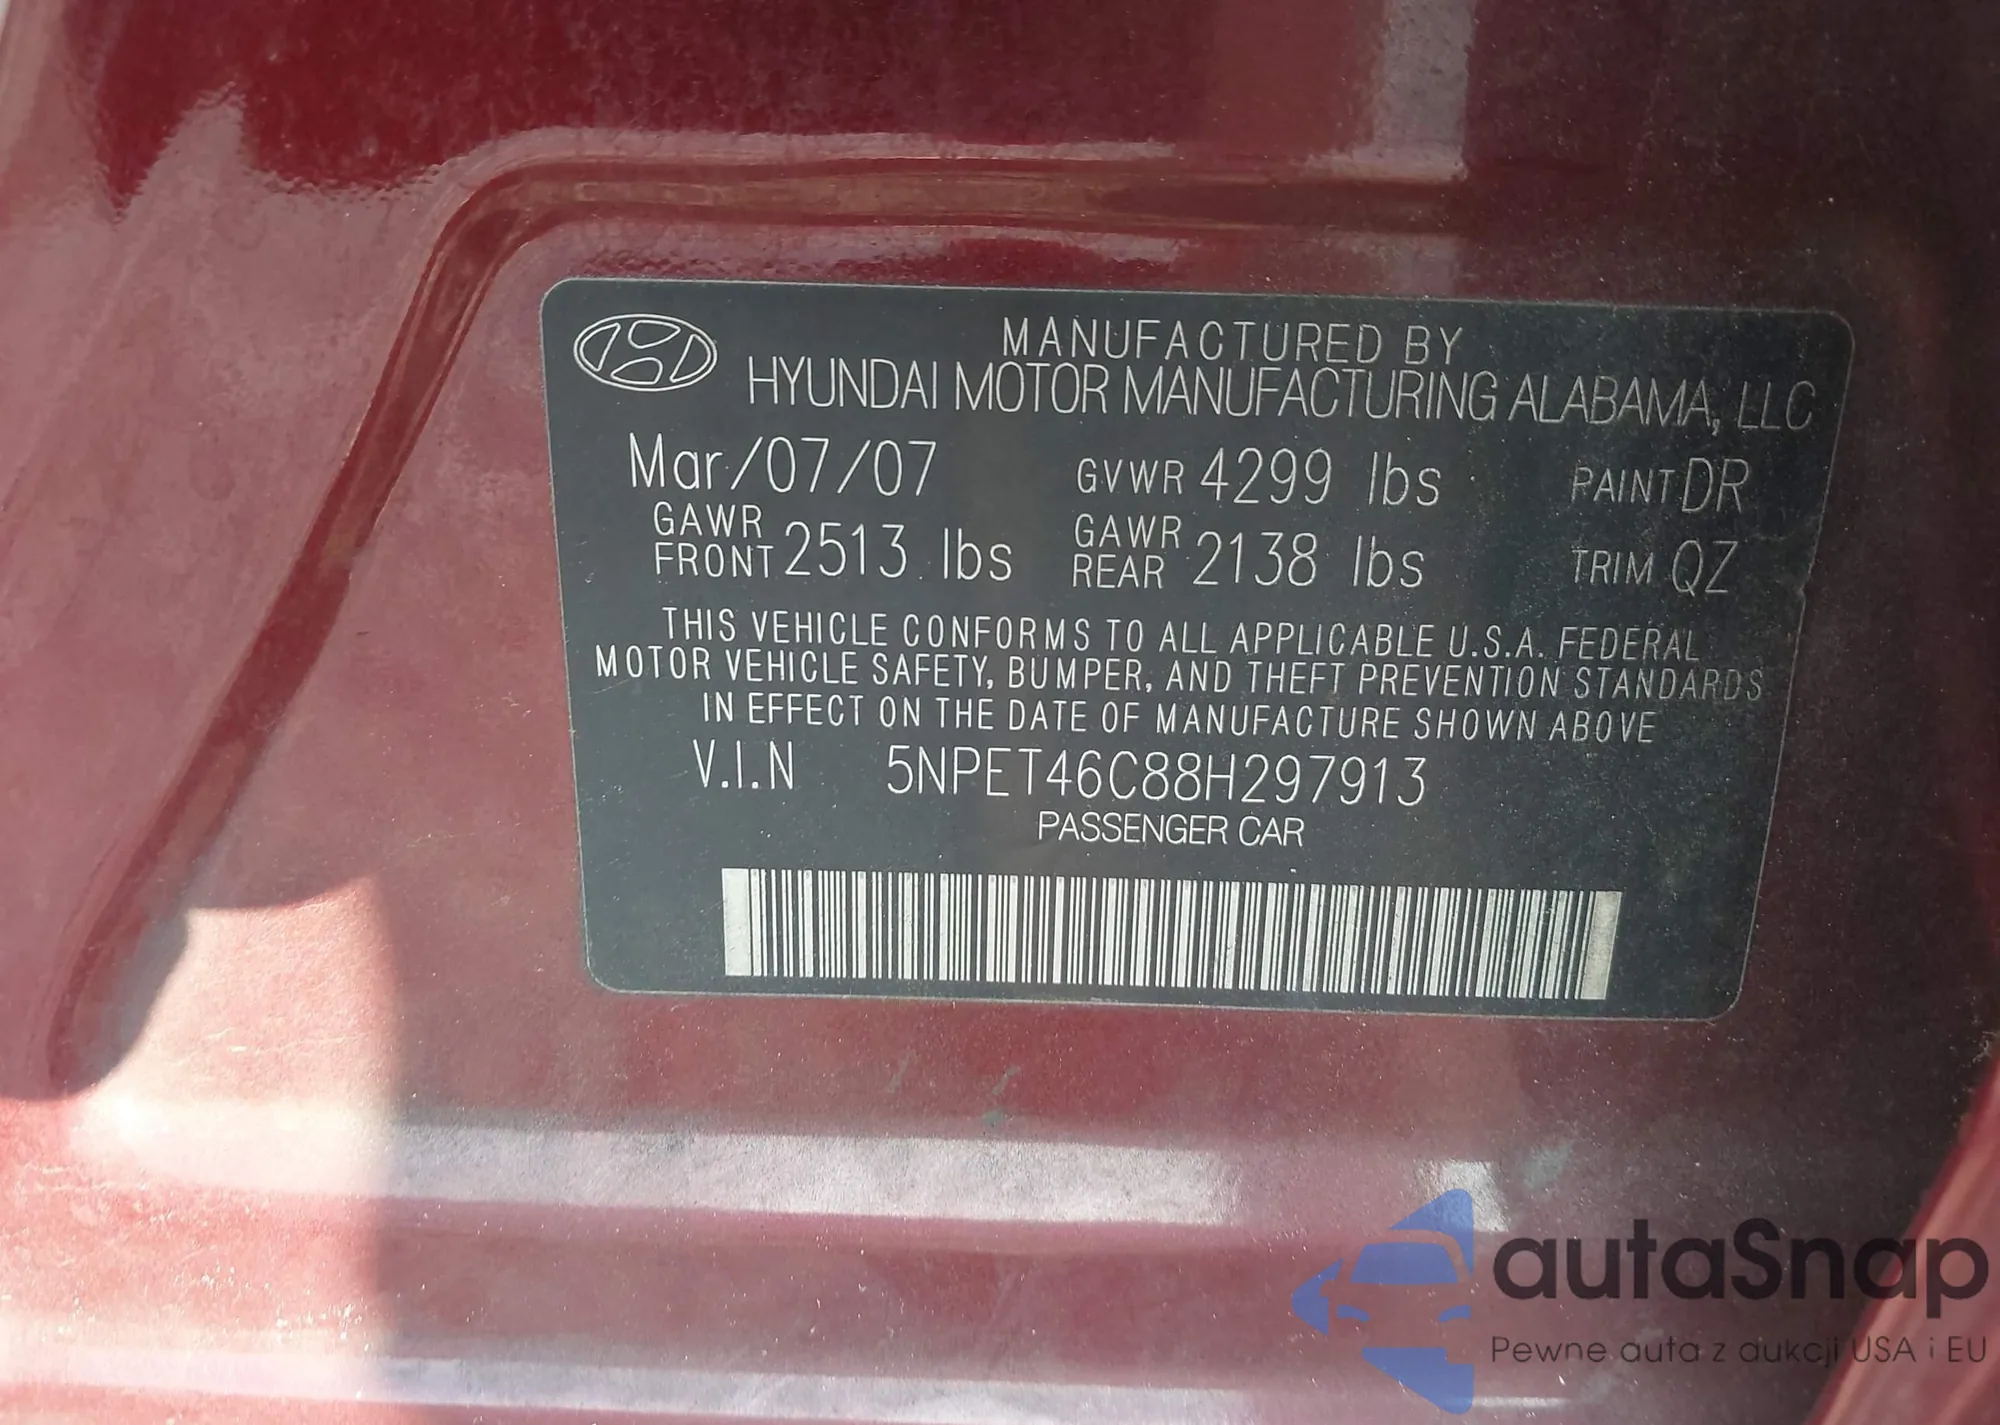 MANUFACTURED BY
HYUNDAI MOTOR MANUFACTURING ALABAMA, LLC
Mar/07/07 GVWR 4299 lbs PAINT DR
GAWR FRONT 2513 lbs GAWR REAR 2138 lbs TRIM QZ
THIS VEHICLE CONFORMS TO ALL APPLICABLE U.S.A. FEDERAL
MOTOR VEHICLE SAFETY, BUMPER, AND THEFT PREVENTION STANDARDS
IN EFFECT ON THE DATE OF MANUFACTURE SHOWN ABOVE
V.I.N 5NPET46C88H297913
PASSENGER CAR
autaSnap
Pewne auta z aukcji USA i EU